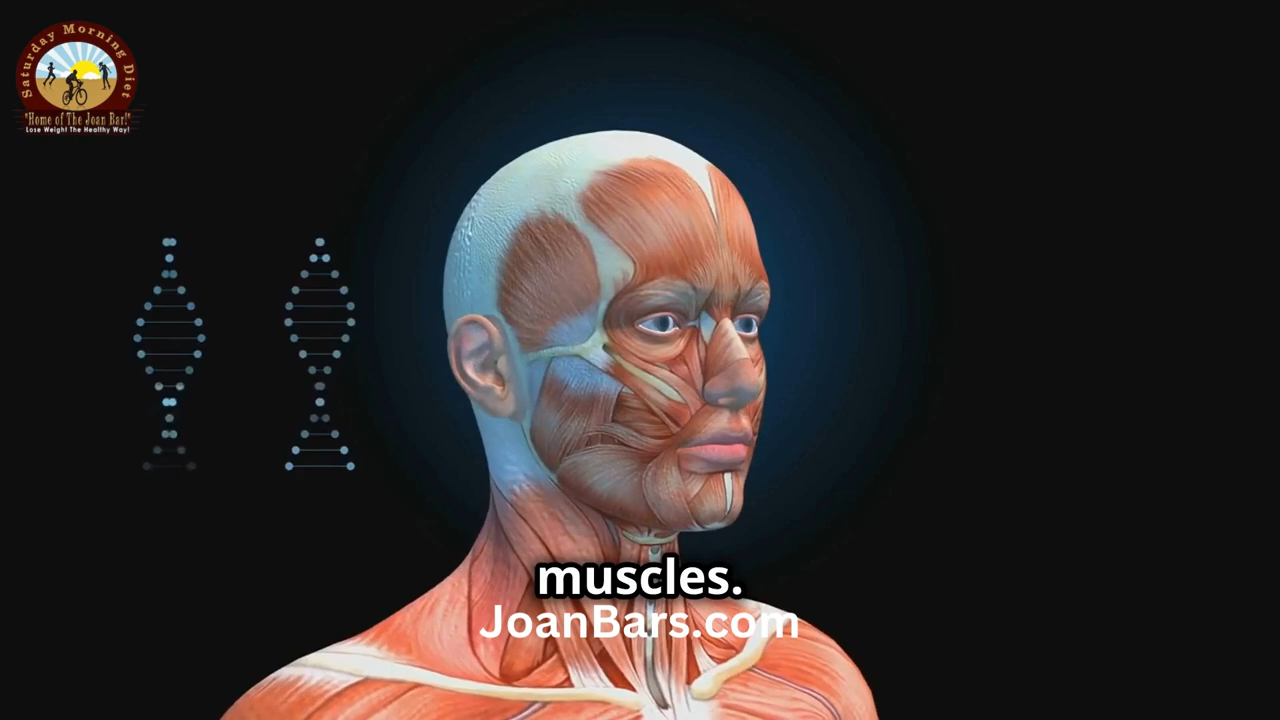 Saturday Morning Diet
"Home of The Joan Bar!"
Lose Weight The Healthy Way!
muscles.
JoanBars.com